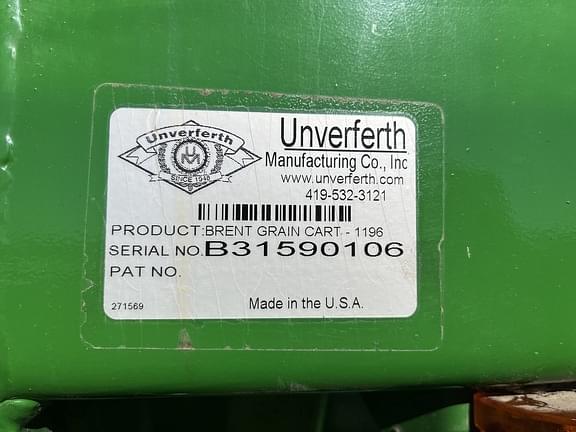 Unverferth
UM
SINCE 1948
Unverferth
Manufacturing Co., Inc
www.unverferth.com
419-532-3121
PRODUCT:BRENT GRAIN CART - 1196
SERIAL NO.B31590106
PAT NO.
271569
Made in the U.S.A.